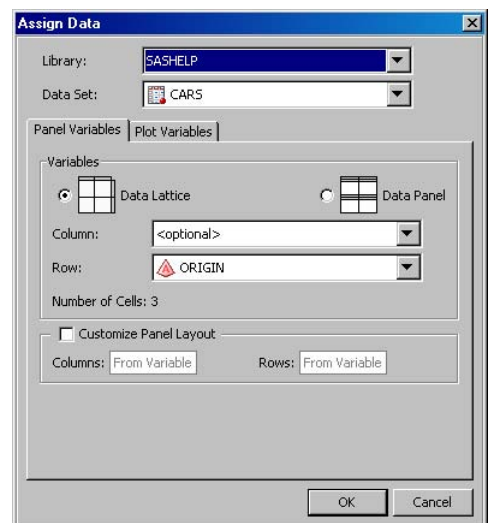 Assign Data
Library: SASHELP
Data Set: CARS
Panel Variables Plot Variables
Variables
Data Lattice Data Panel
Column: <optional>
Row: ORIGIN
Number of Cells: 3
Customize Panel Layout
Columns: From Variable Rows: From Variable
OK Cancel